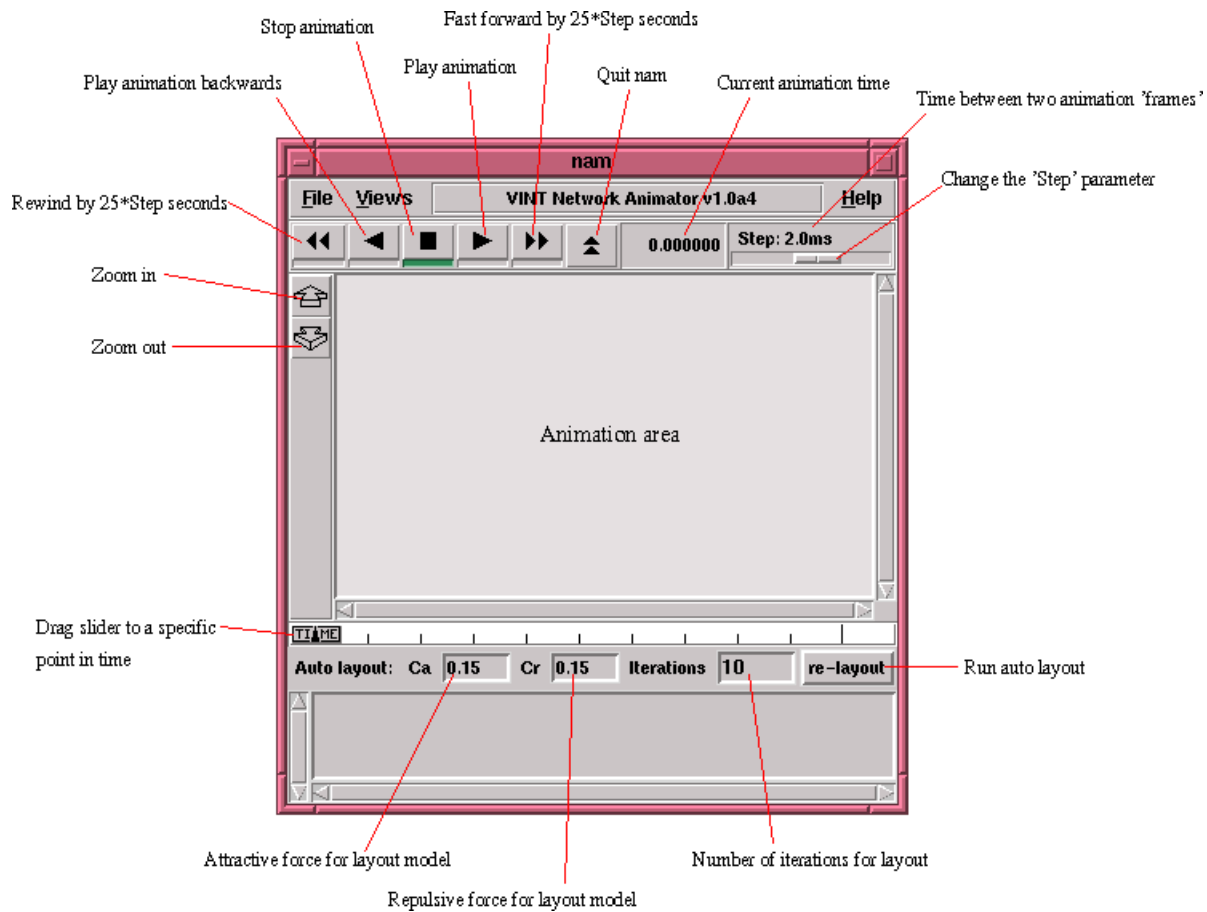 Fast forward by 25*Step seconds
Stop animation
Play animation
Quit nam
Play animation backwards
Current animation time
Time between two animation 'frames'
nam
Change the 'Step' parameter
File Views VINT Network Animator v1.0a4 Help
Rewind by 25*Step seconds
0.000000 Step: 2.0ms
Zoom in
Zoom out
Animation area
Drag slider to a specific
point in time
TIME
Auto layout: Ca 0.15 Cr 0.15 Iterations 10 re-layout
Run auto layout
Attractive force for layout model
Number of iterations for layout
Repulsive force for layout model